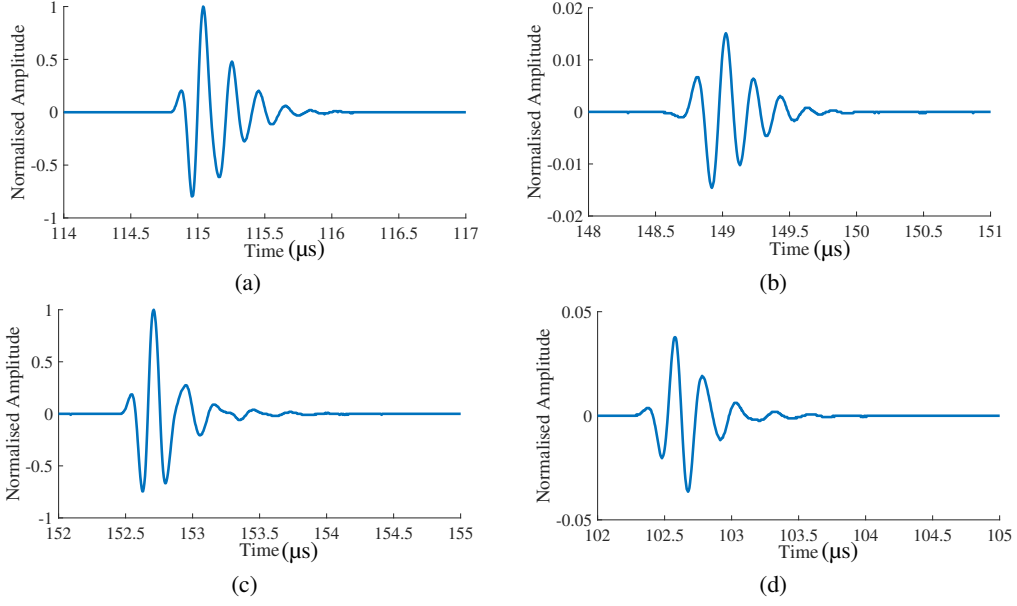 1
0.5
0
-0.5
-1
Normalised Amplitude
114 114.5 115 115.5 116 116.5 117
Time (μs)
(a)
0.02
0.01
0
-0.01
-0.02
Normalised Amplitude
148 148.5 149 149.5 150 150.5 151
Time (μs)
(b)
1
0.5
0
-0.5
-1
Normalised Amplitude
152 152.5 153 153.5 154 154.5 155
Time (μs)
(c)
0.05
0
-0.05
Normalised Amplitude
102 102.5 103 103.5 104 104.5 105
Time (μs)
(d)